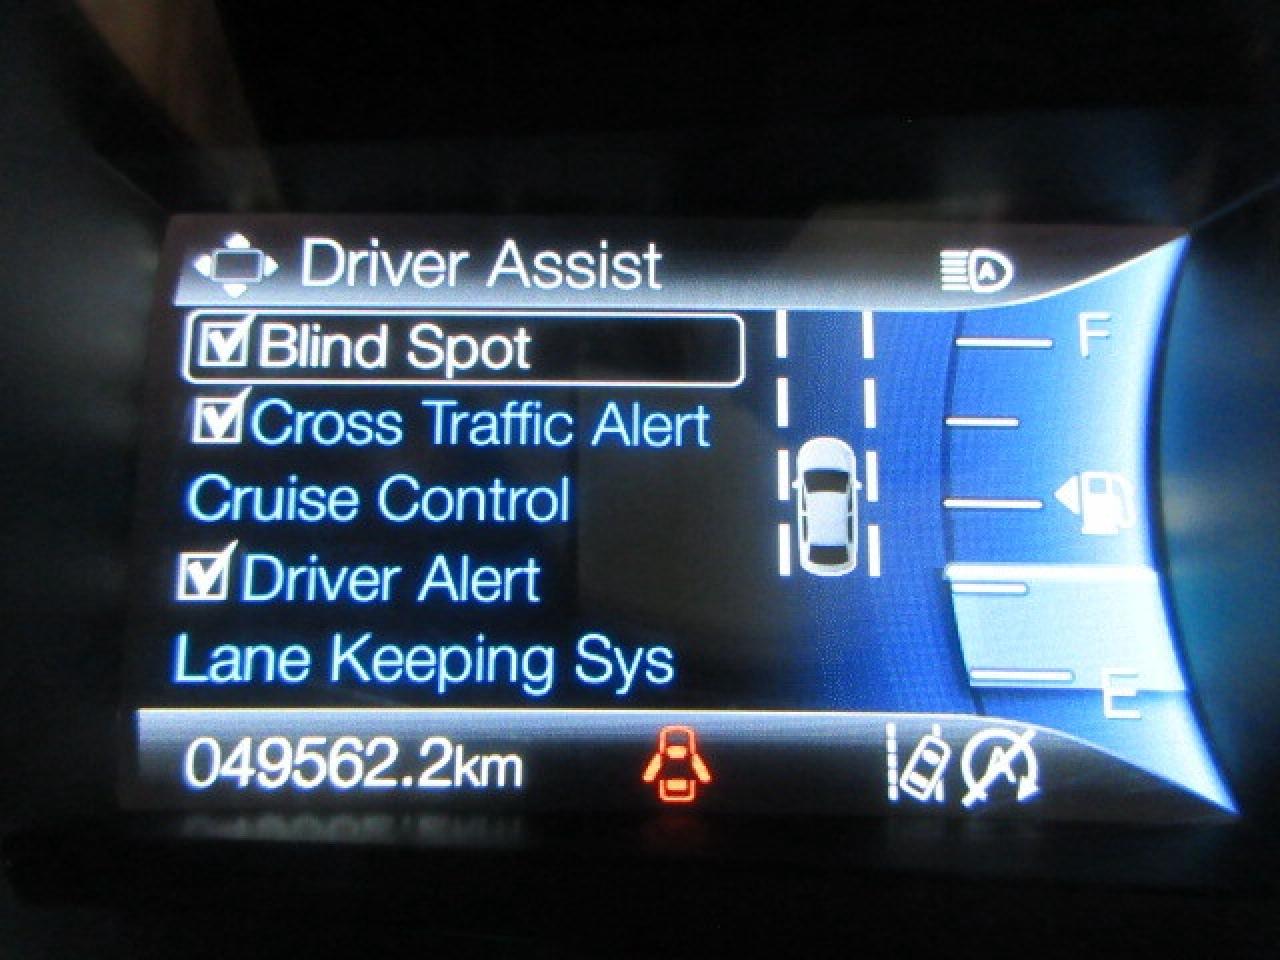 Driver Assist
Blind Spot
Cross Traffic Alert
Cruise Control
Driver Alert
Lane Keeping Sys
F
E
049562.2km
A
A